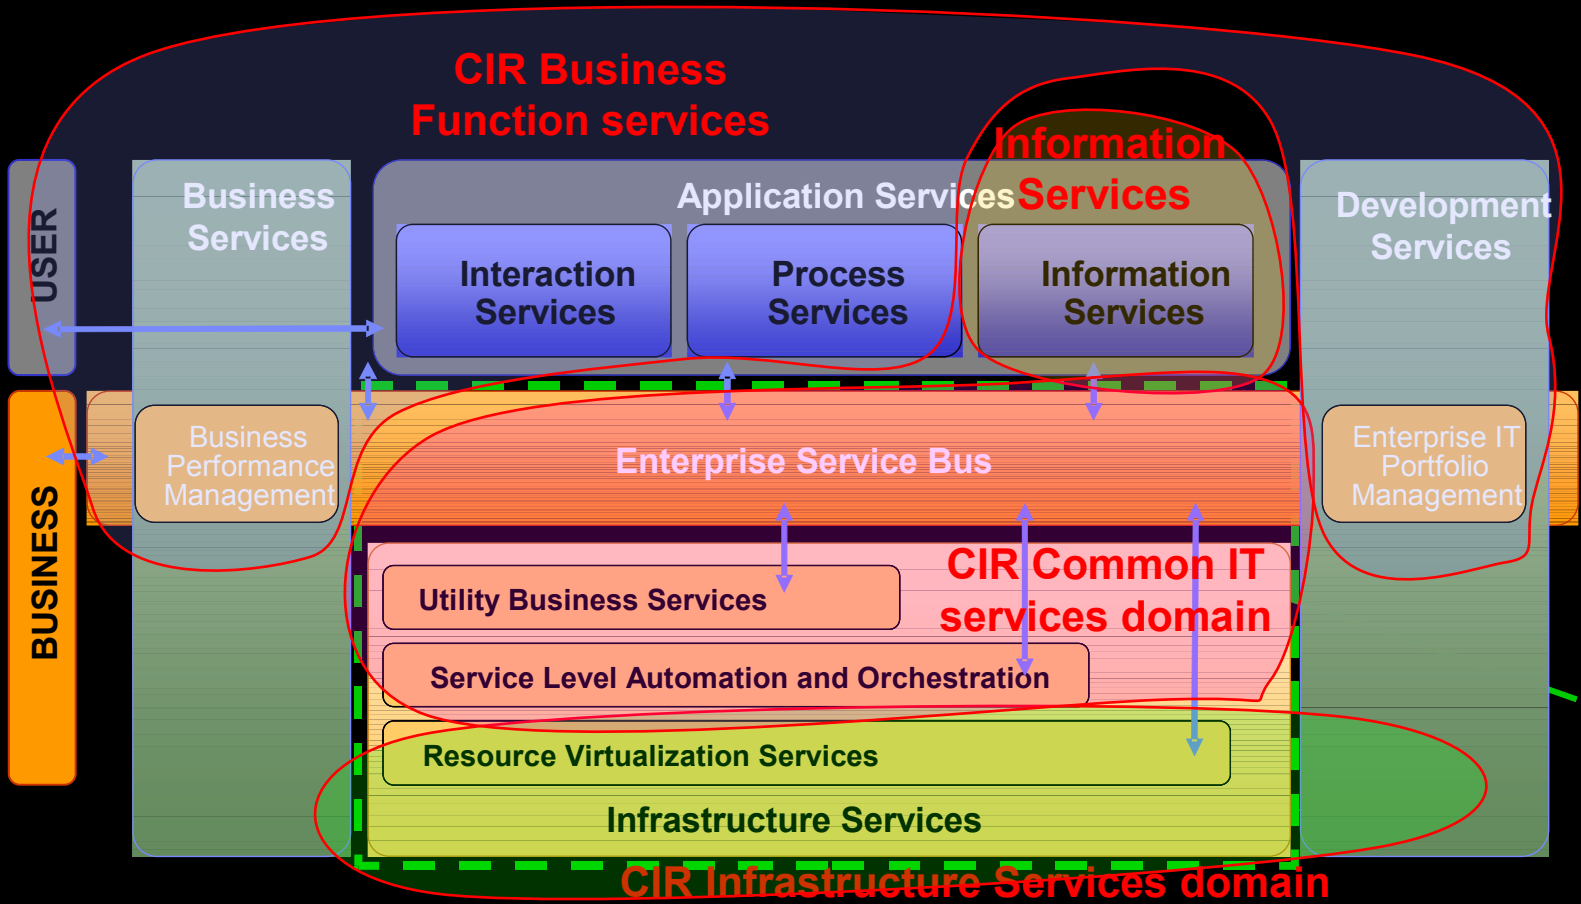 CIR Business
Function services
Information
Services
Business
Services
Application Services
Development
Services
USER
Interaction
Services
Process
Services
Information
Services
Business
Performance
Management
Enterprise Service Bus
Enterprise IT
Portfolio
Management
BUSINESS
CIR Common IT
services domain
Utility Business Services
Service Level Automation and Orchestration
Resource Virtualization Services
Infrastructure Services
CIR Infrastructure Services domain